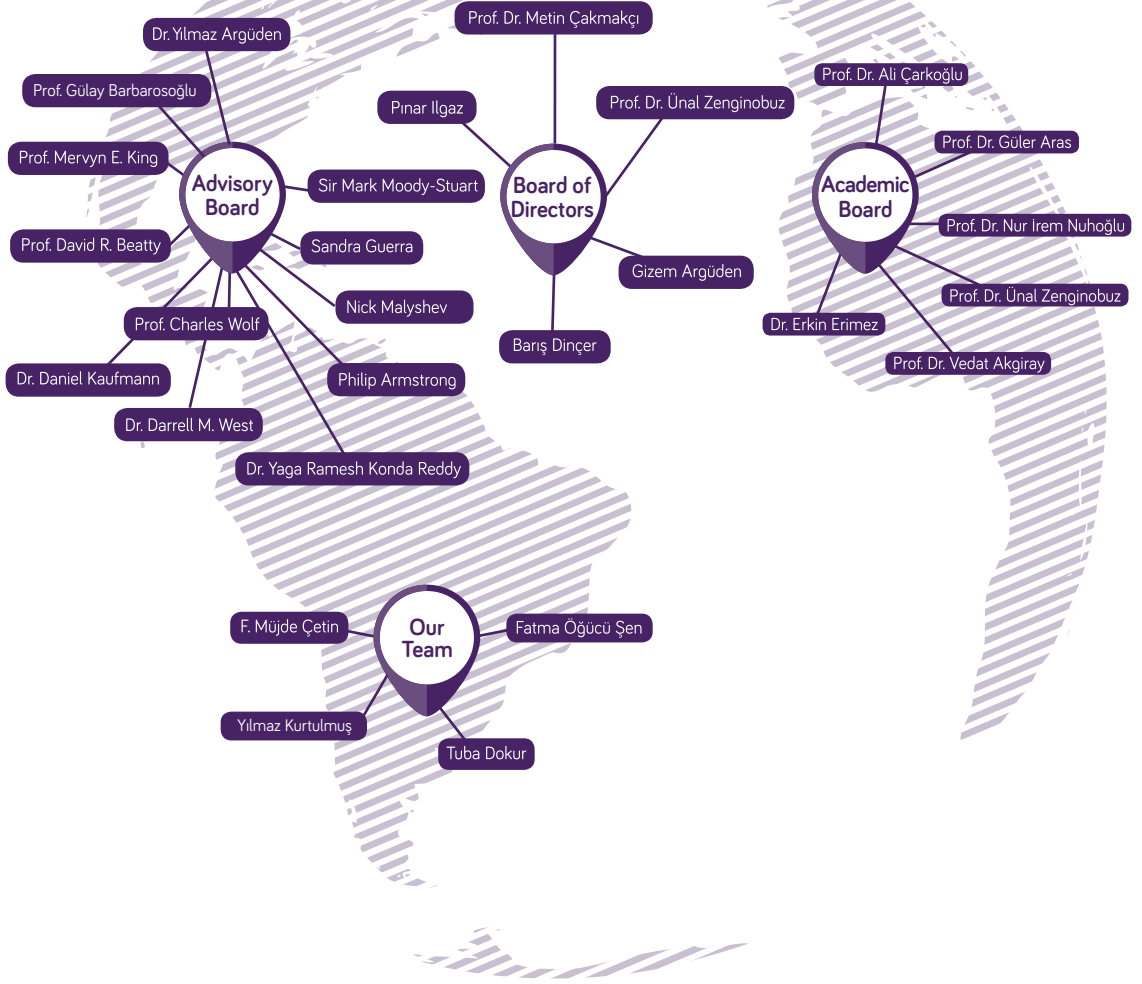 Dr. Yılmaz Argüden
Prof. Gülay Barbarosoğlu
Prof. Mervyn E. King
Advisory
Board
Sir Mark Moody-Stuart
Prof. David R. Beatty
Sandra Guerra
Nick Malyshev
Prof. Charles Wolf
Dr. Daniel Kaufmann
Philip Armstrong
Dr. Darrell M. West
Dr. Yaga Ramesh Konda Reddy
Prof. Dr. Metin Çakmakçı
Pınar Ilgaz
Prof. Dr. Ünal Zenginobuz
Board of
Directors
Gizem Argüden
Barış Dinçer
Prof. Dr. Ali Çarkoğlu
Prof. Dr. Güler Aras
Academic
Board
Prof. Dr. Nur İrem Nuhoğlu
Prof. Dr. Ünal Zenginobuz
Dr. Erkin Erimez
Prof. Dr. Vedat Akgiray
F. Müjde Çetin
Our
Team
Fatma Öğücü Şen
Yılmaz Kurtulmuş
Tuba Dokur